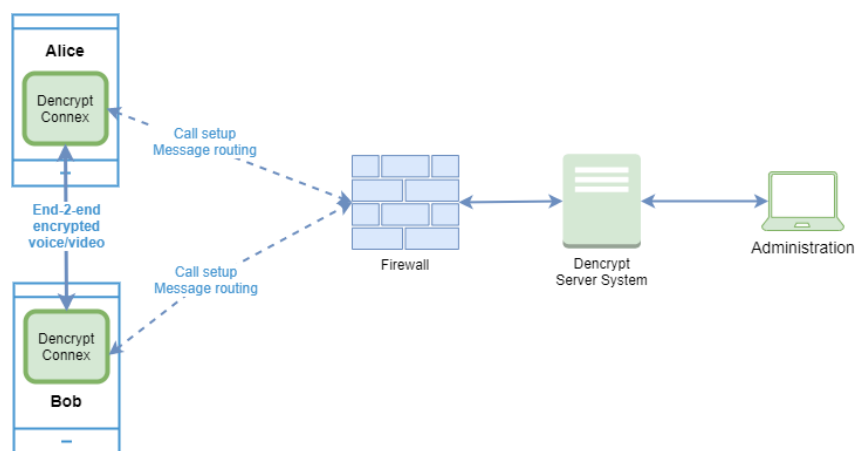 Alice
Dencrypt
Connex
Call setup
Message routing
End-2-end
encrypted
voice/video
Firewall
Dencrypt
Server System
Administration
Call setup
Message routing
Dencrypt
Connex
Bob